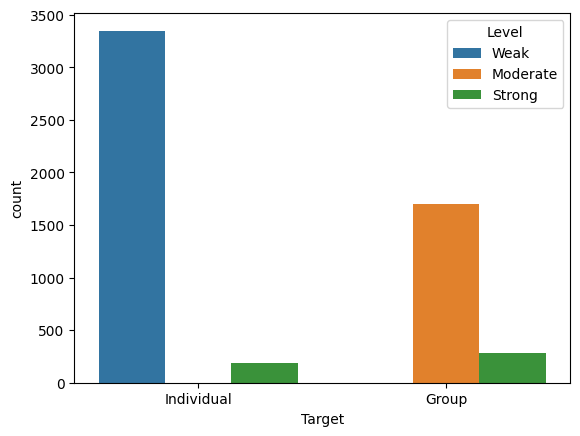 3500
3000
2500
2000
1500
1000
500
0
count
Level
Weak
Moderate
Strong
Individual
Group
Target